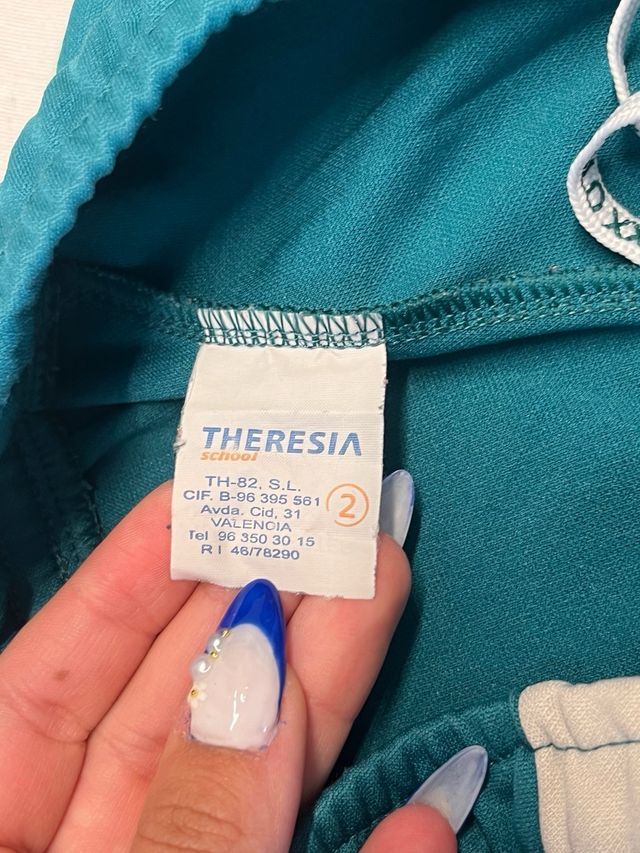 THERESIA
school
TH-82, S.L.
CIF. B-96 395 561
2
Avda. Cid, 31
VALENCIA
Tel 96 350 30 15
R I 46/78290